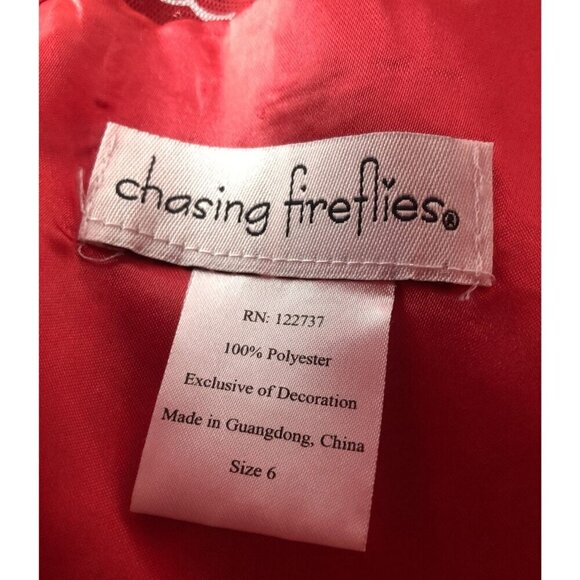 chasing fireflies®
RN: 122737
100% Polyester
Exclusive of Decoration
Made in Guangdong, China
Size 6